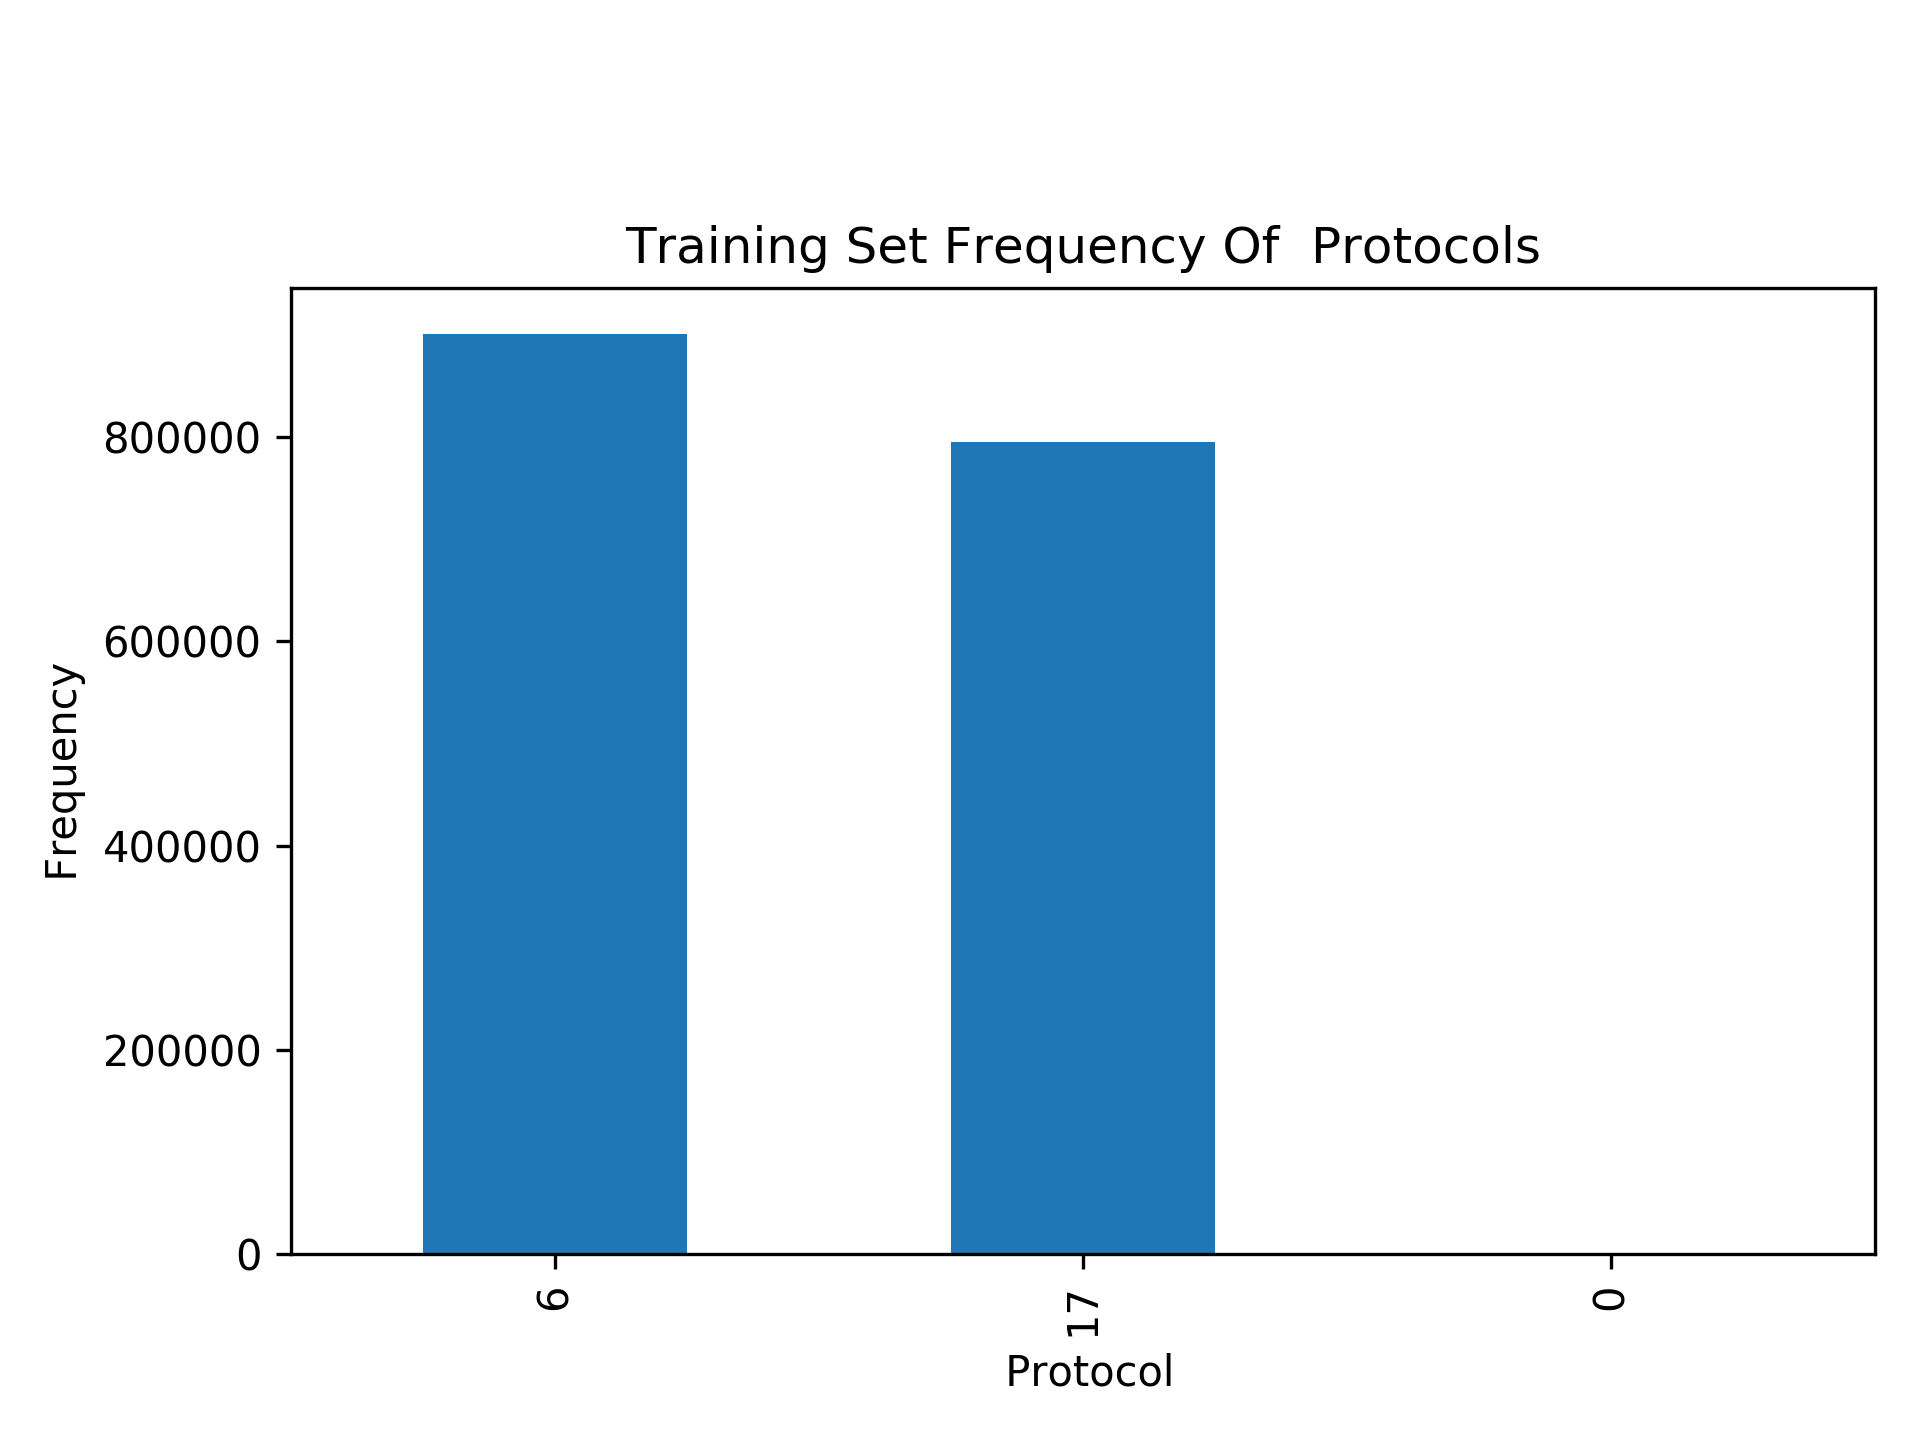 Training Set Frequency Of  Protocols
Frequency
800000
600000
400000
200000
0
6
17
0
Protocol